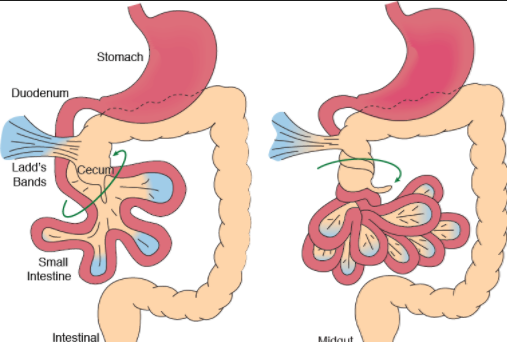 Stomach
Duodenum
Ladd's
Bands
Cecum
Small
Intestine
Intestinal
Midgut